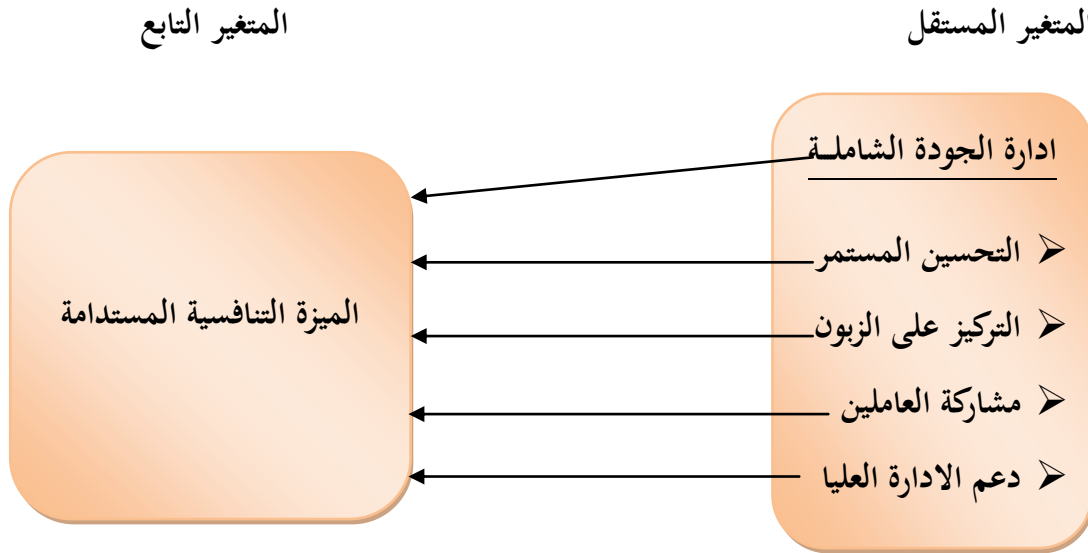 المتغير المستقل
المتغير التابع
ادارة الجودة الشاملـة
التحسين المستمر
التركيز على الزبون
مشاركة العاملين
دعم الادارة العليا
الميزة التنافسية المستدامة